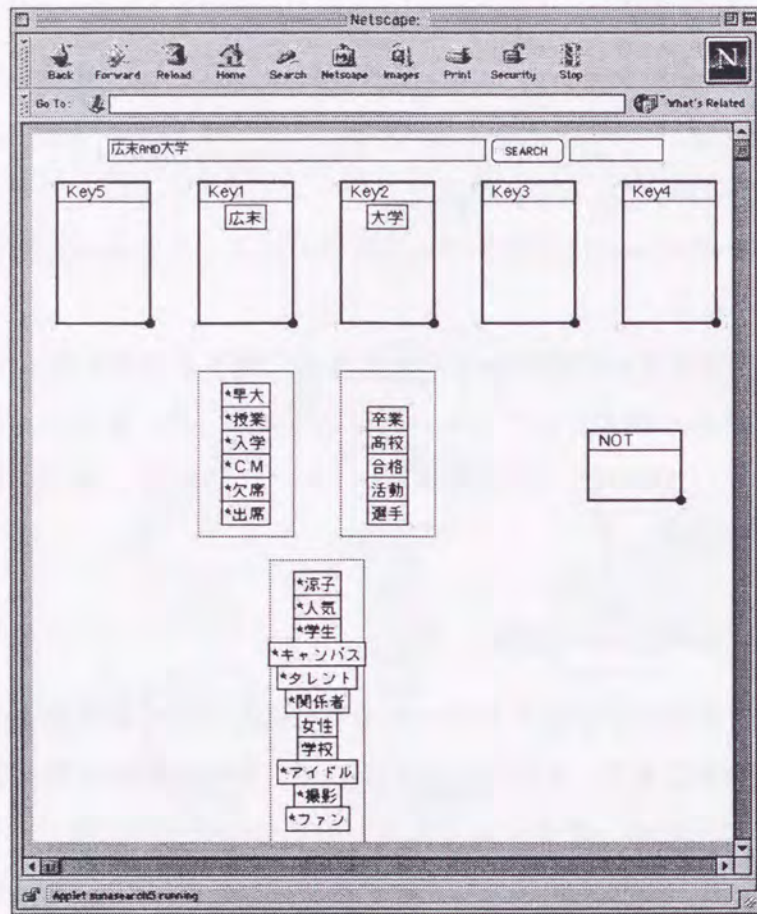 Netscape:
Back Forward Reload Home Search Netscape Images Print Security Stop
N
Go To: What's Related
広末AND大学 SEARCH
Key5 Key1 Key2 Key3 Key4
広末 大学
*早大
*授業 卒業
*入学 高校
*CM 合格
*欠席 活動
*出席 選手
NOT
*涼子
*人気
*学生
*キャンパス
*タレント
*関係者
女性
学校
*アイドル
*撮影
*ファン
Applet running